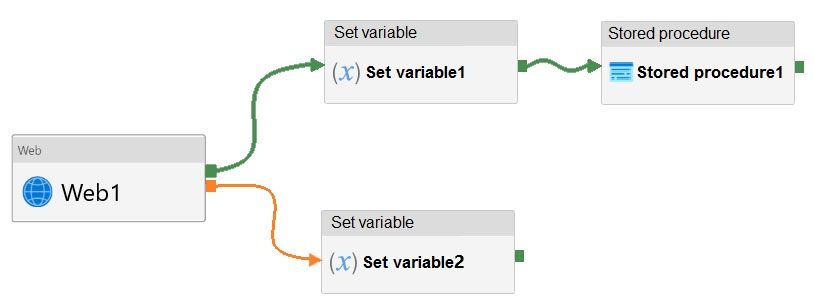 Set variable
(x) Set variable1
Stored procedure
Stored procedure1
Web
Web1
Set variable
(x) Set variable2